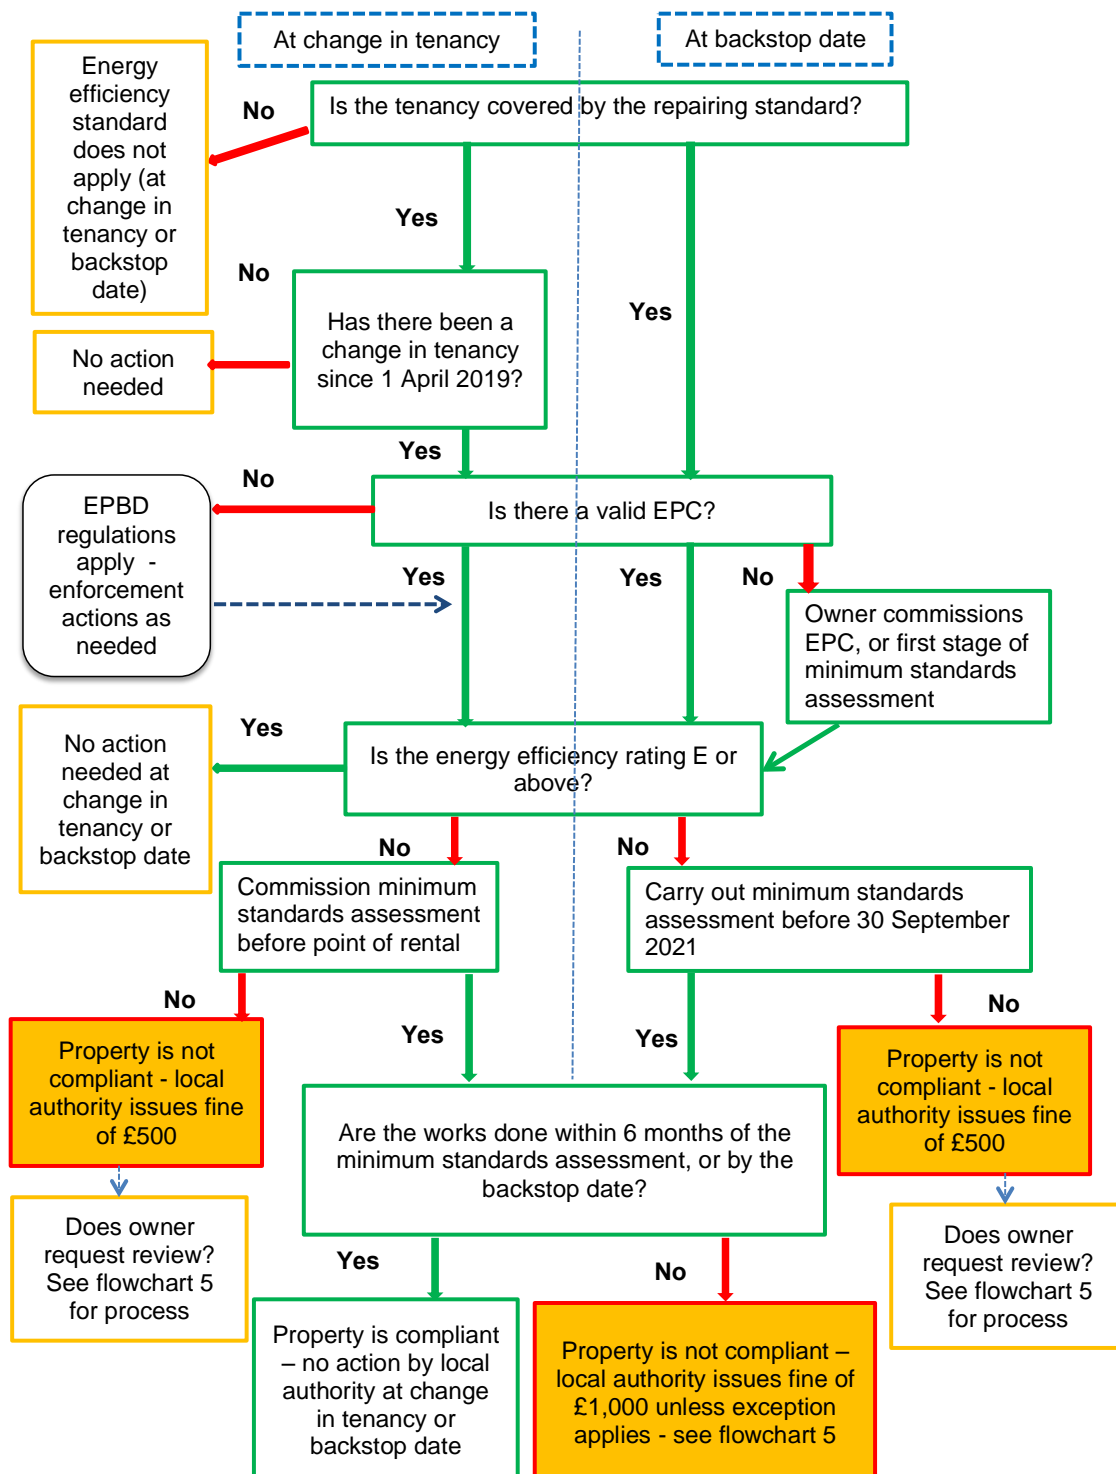 At change in tenancy
At backstop date
Energy
efficiency
standard
does not
apply (at
change in
tenancy or
backstop
date)
No
Is the tenancy covered by the repairing standard?
Yes
Yes
No
Has there been a
change in tenancy
since 1 April 2019?
No action
needed
Yes
No
Is there a valid EPC?
EPBD
regulations
apply -
enforcement
actions as
needed
Yes
Yes
No
Owner commissions
EPC, or first stage of
minimum standards
assessment
Yes
Is the energy efficiency rating E or
above?
No action
needed at
change in
tenancy or
backstop date
No
No
Commission minimum
standards assessment
before point of rental
Carry out minimum standards
assessment before 30 September
2021
No
Yes
Yes
No
Property is not
compliant - local
authority issues fine
of £500
Property is not
compliant - local
authority issues fine
of £500
Are the works done within 6 months of the
minimum standards assessment, or by the
backstop date?
Does owner
request review?
See flowchart 5
for process
Does owner
request review?
See flowchart 5
for process
Yes
No
Property is compliant
– no action by local
authority at change
in tenancy or
backstop date
Property is not compliant –
local authority issues fine of
£1,000 unless exception
applies - see flowchart 5